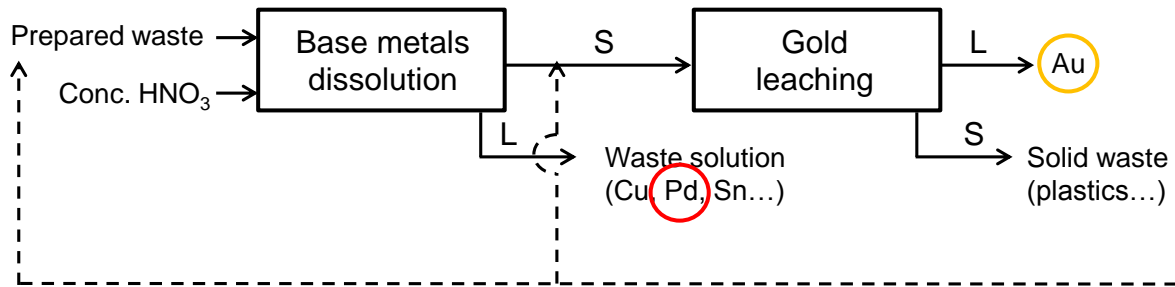 Prepared waste
Conc. HNO₃
Base metals
dissolution
S
L
Waste solution
(Cu, Pd, Sn…)
Gold
leaching
L
Au
S
Solid waste
(plastics…)